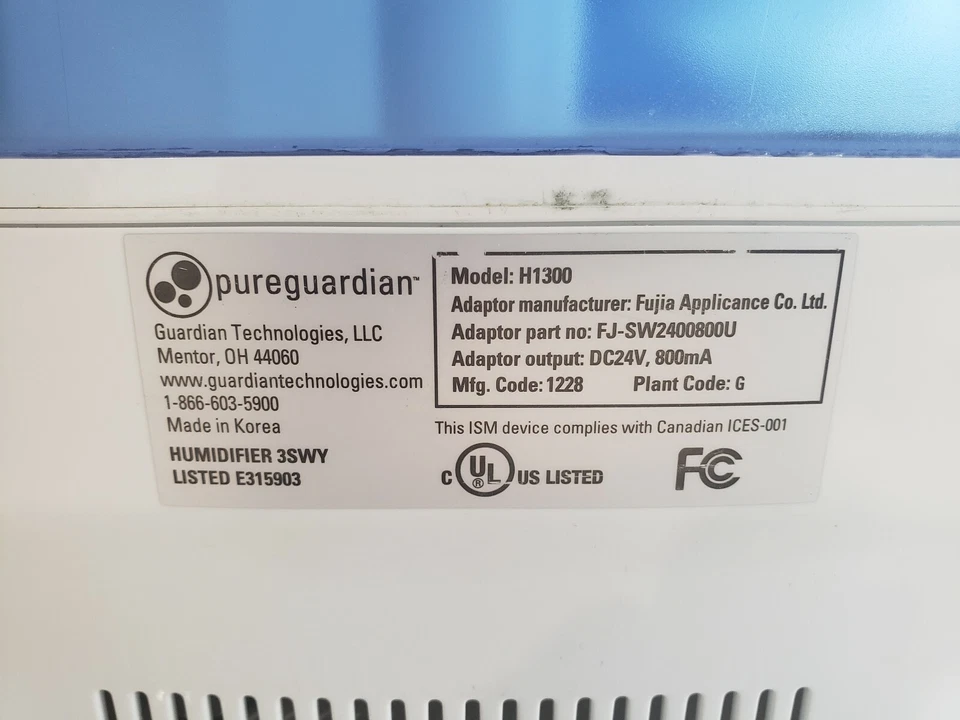 pureguardian™
Guardian Technologies, LLC
Mentor, OH 44060
www.guardiantechnologies.com
1-866-603-5900
Made in Korea
HUMIDIFIER 3SWY
LISTED E315903
Model: H1300
Adaptor manufacturer: Fujia Applicance Co. Ltd.
Adaptor part no: FJ-SW2400800U
Adaptor output: DC24V, 800mA
Mfg. Code: 1228 Plant Code: G
This ISM device complies with Canadian ICES-001
C UL® US LISTED
FC